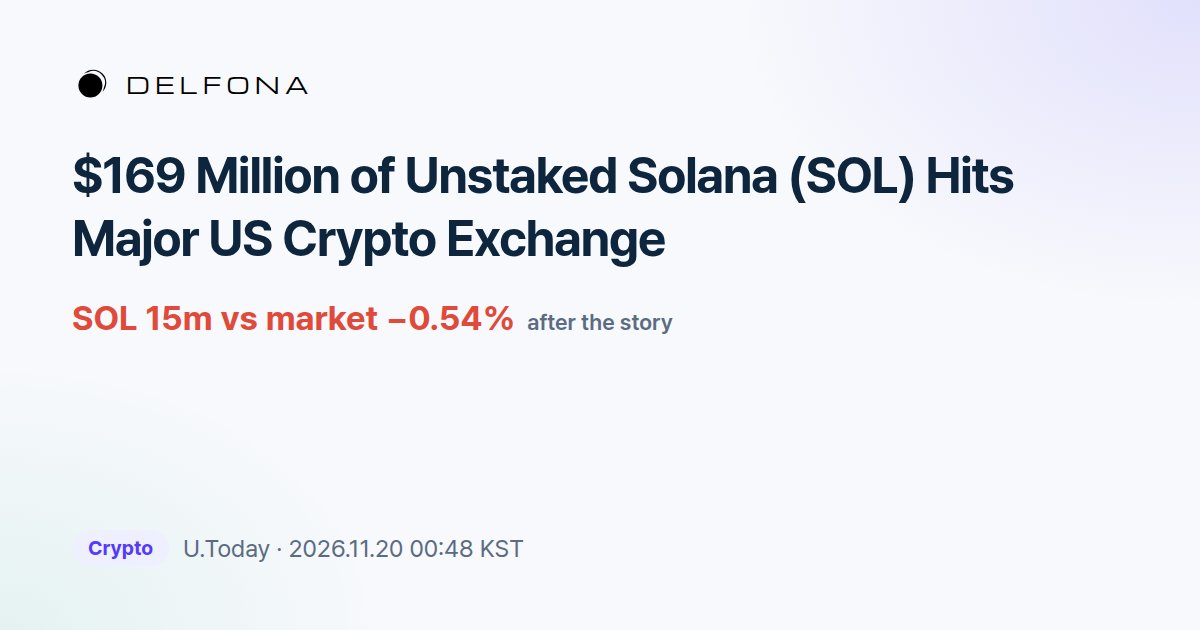 DELFONA
$169 Million of Unstaked Solana (SOL) Hits
Major US Crypto Exchange
SOL 15m vs market −0.54% after the story
Crypto U.Today · 2026.11.20 00:48 KST